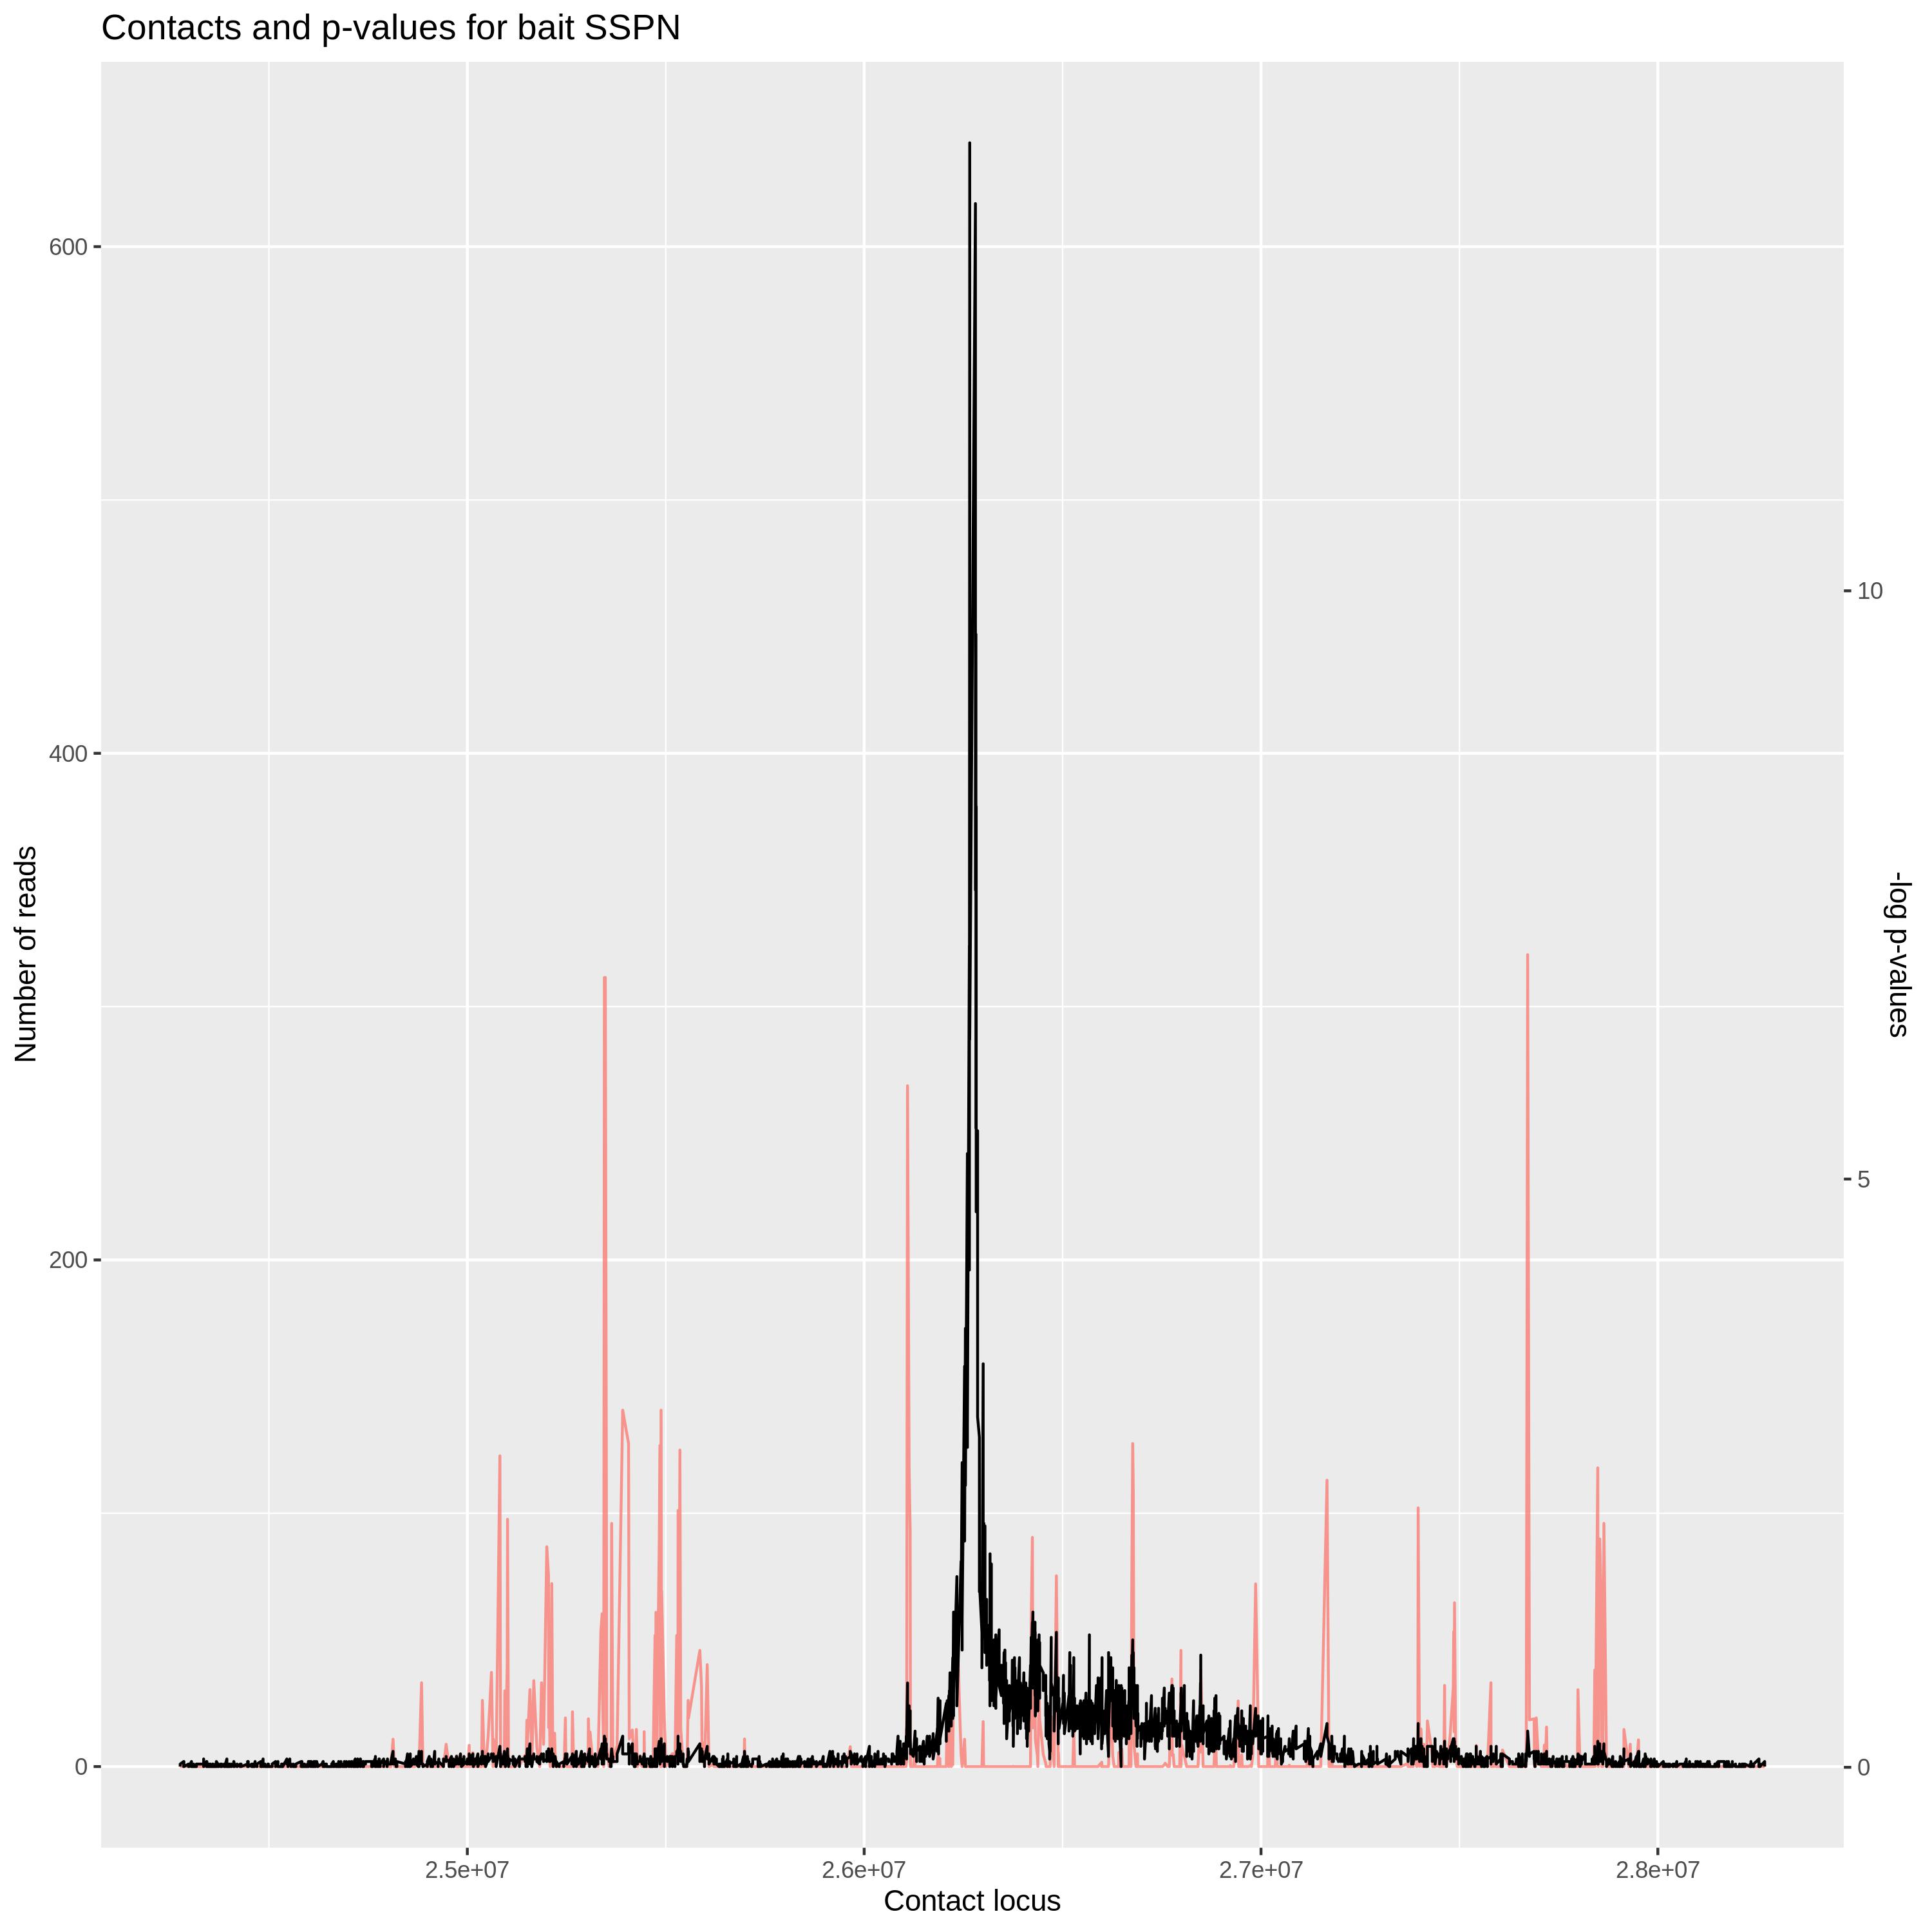 Contacts and p-values for bait SSPN
600
400
200
0
Number of reads
10
5
0
-log p-values
2.5e+07
2.6e+07
2.7e+07
2.8e+07
Contact locus